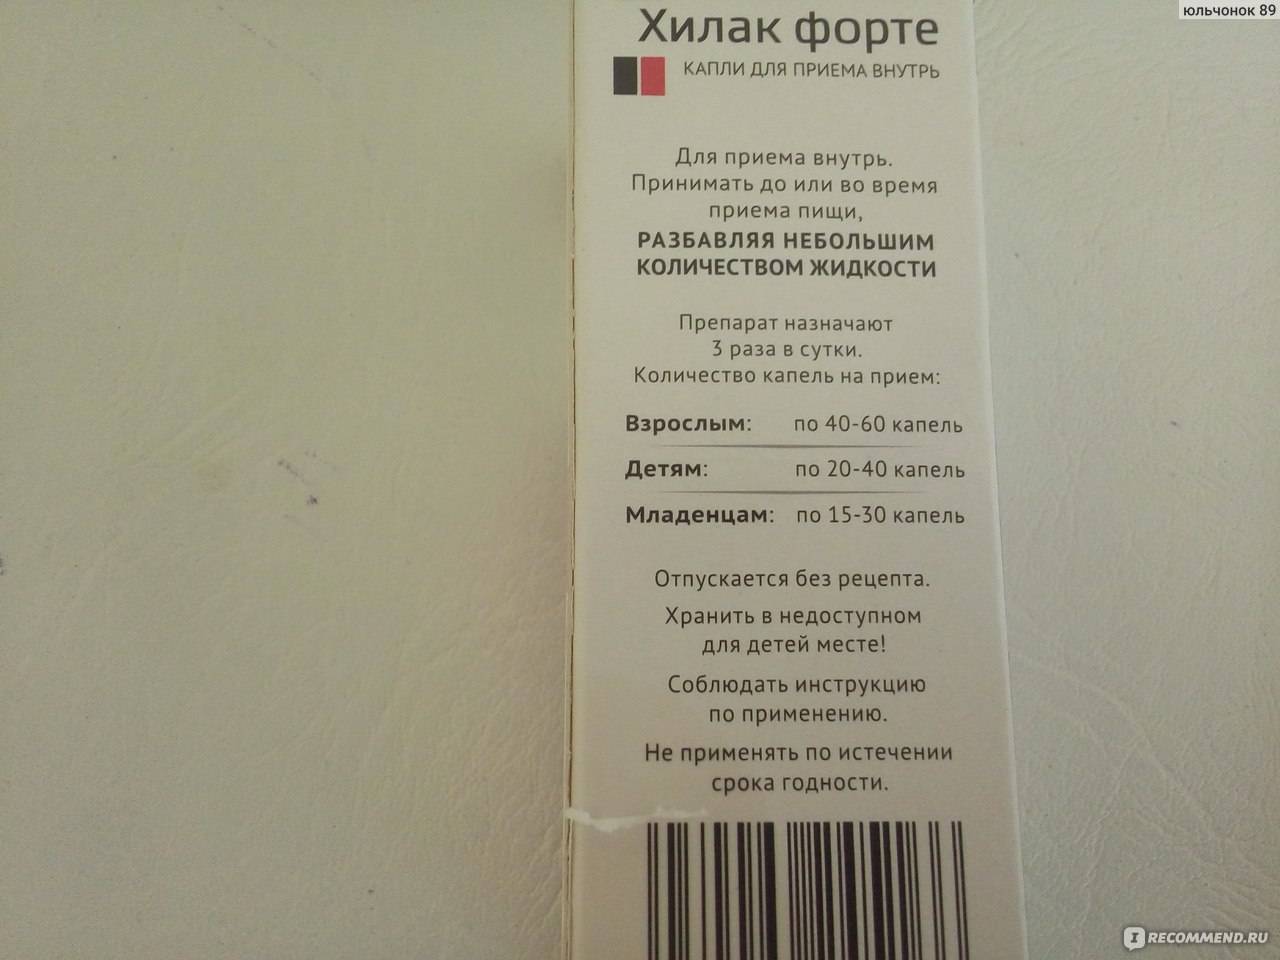 юльчонок 89
Хилак форте
КАПЛИ ДЛЯ ПРИЕМА ВНУТРЬ
Для приема внутрь.
Принимать до или во время
приема пищи,
РАЗБАВЛЯЯ НЕБОЛЬШИМ
КОЛИЧЕСТВОМ ЖИДКОСТИ
Препарат назначают
3 раза в сутки.
Количество капель на прием:
Взрослым: по 40-60 капель
Детям: по 20-40 капель
Младенцам: по 15-30 капель
Отпускается без рецепта.
Хранить в недоступном
для детей месте!
Соблюдать инструкцию
по применению.
Не применять по истечении
срока годности.
IRECOMMEND.RU